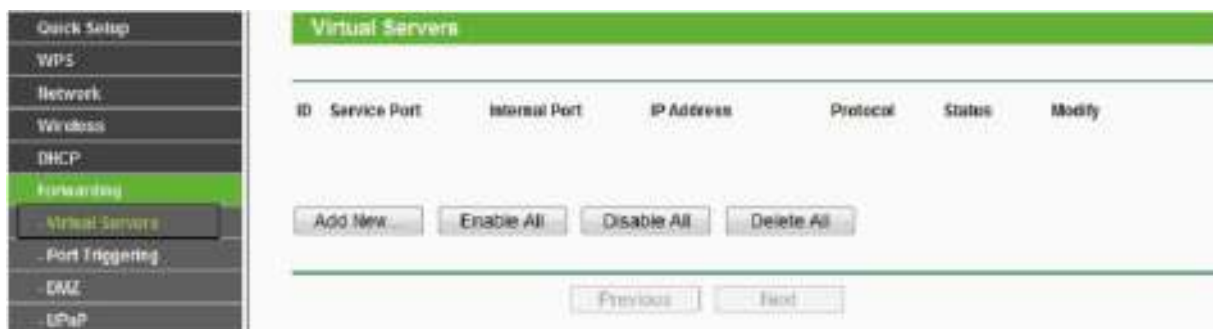 Quick Setup
WPS
Network
Wireless
DHCP
Forwarding
- Virtual Servers
- Port Triggering
- DMZ
- UPnP
Virtual Servers
ID Service Port Internal Port IP Address Protocol Status Modify
Add New... Enable All Disable All Delete All
Previous Next